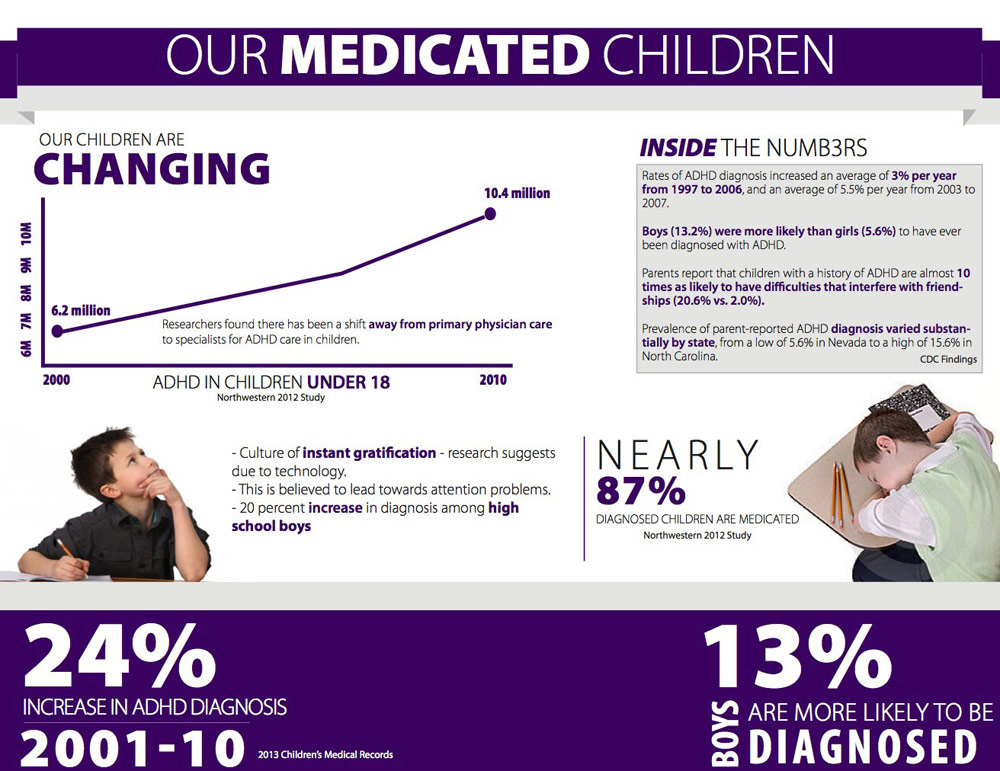 OUR MEDICATED CHILDREN
OUR CHILDREN ARE
CHANGING
10.4 million
10M
9M
8M
7M
6M
6.2 million
Researchers found there has been a shift away from primary physician care
to specialists for ADHD care in children.
2000
2010
ADHD IN CHILDREN UNDER 18
Northwestern 2012 Study
INSIDE THE NUMB3RS
Rates of ADHD diagnosis increased an average of 3% per year
from 1997 to 2006, and an average of 5.5% per year from 2003 to
2007.
Boys (13.2%) were more likely than girls (5.6%) to have ever
been diagnosed with ADHD.
Parents report that children with a history of ADHD are almost 10
times as likely to have difficulties that interfere with friend-
ships (20.6% vs. 2.0%).
Prevalence of parent-reported ADHD diagnosis varied substan-
tially by state, from a low of 5.6% in Nevada to a high of 15.6% in
North Carolina.
CDC Findings
- Culture of instant gratification - research suggests
due to technology.
- This is believed to lead towards attention problems.
- 20 percent increase in diagnosis among high
school boys
NEARLY
87%
DIAGNOSED CHILDREN ARE MEDICATED
Northwestern 2012 Study
24%
INCREASE IN ADHD DIAGNOSIS
2001-10
2013 Children's Medical Records
13%
BOYS
ARE MORE LIKELY TO BE
DIAGNOSED